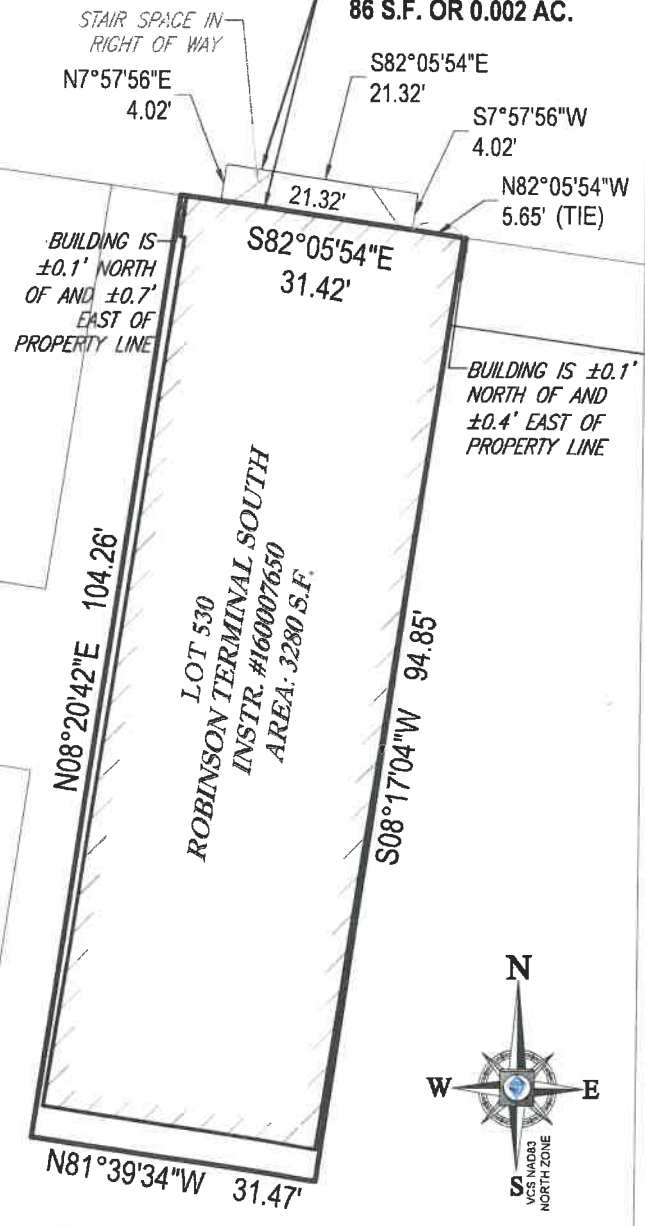 86 S.F. OR 0.002 AC.
STAIR SPACE IN
RIGHT OF WAY
N7°57'56"E
4.02'
S82°05'54"E
21.32'
S7°57'56"W
4.02'
N82°05'54"W
5.65' (TIE)
21.32'
S82°05'54"E
31.42'
BUILDING IS
±0.1' NORTH
OF AND ±0.7'
EAST OF
PROPERTY LINE
BUILDING IS ±0.1'
NORTH OF AND
±0.4' EAST OF
PROPERTY LINE
N08°20'42"E 104.26'
LOT 530
ROBINSON TERMINAL SOUTH
INSTR. #160007650
AREA: 3280 S.F.
S08°17'04"W 94.85'
N81°39'34"W 31.47'
N
W
E
S
VCS NAD83
NORTH ZONE